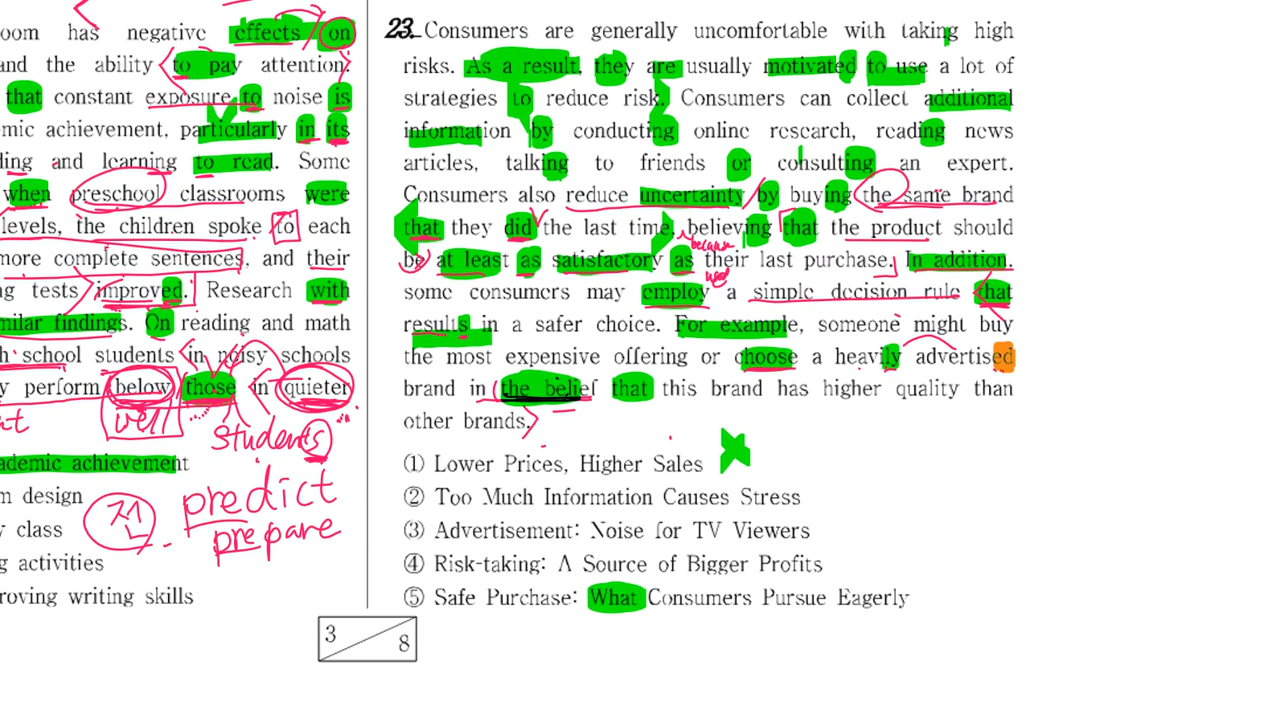 oom has negative effects on
and the ability to pay attention.
that constant exposure to noise is
mic achievement, particularly in its
ding and learning to read. Some
when preschool classrooms were
levels, the children spoke to each
more complete sentences, and their
ng tests improved. Research with
milar findings. On reading and math
h school students in noisy schools
y perform below those in quieter
well
students
ademic achievement
m design
y class
g activities
roving writing skills
전
predict
prepare
3 / 8
23. Consumers are generally uncomfortable with taking high
risks. As a result, they are usually motivated to use a lot of
strategies to reduce risk. Consumers can collect additional
information by conducting online research, reading news
articles, talking to friends or consulting an expert.
Consumers also reduce uncertainty by buying the same brand
that they did the last time, believing that the product should
because
be at least as satisfactory as their last purchase. In addition,
used
some consumers may employ a simple decision rule that
results in a safer choice. For example, someone might buy
the most expensive offering or choose a heavily advertised
brand in the belief that this brand has higher quality than
other brands.
① Lower Prices, Higher Sales
② Too Much Information Causes Stress
③ Advertisement: Noise for TV Viewers
④ Risk-taking: A Source of Bigger Profits
⑤ Safe Purchase: What Consumers Pursue Eagerly